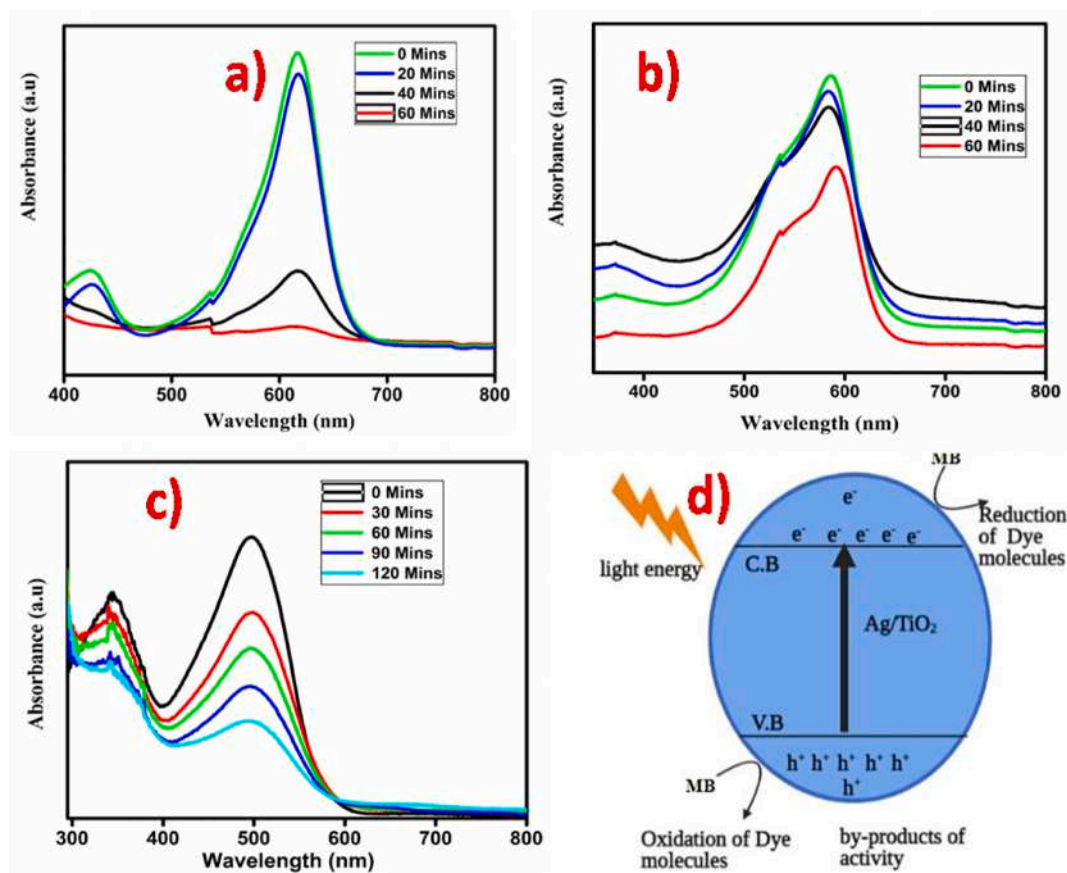 a)
0 Mins
20 Mins
40 Mins
60 Mins
Absorbance (a.u)
400 500 600 700 800
Wavelength (nm)
b)
0 Mins
20 Mins
40 Mins
60 Mins
Absorbance (a.u)
400 500 600 700 800
Wavelength (nm)
c)
0 Mins
30 Mins
60 Mins
90 Mins
120 Mins
Absorbance (a.u)
300 400 500 600 700 800
Wavelength (nm)
d)
MB
e-
Reduction
of Dye
molecules
e- e- e- e- e-
light energy
C.B
Ag/TiO₂
V.B
h+ h+ h+ h+ h+
h+
MB
Oxidation of Dye
molecules
by-products of
activity